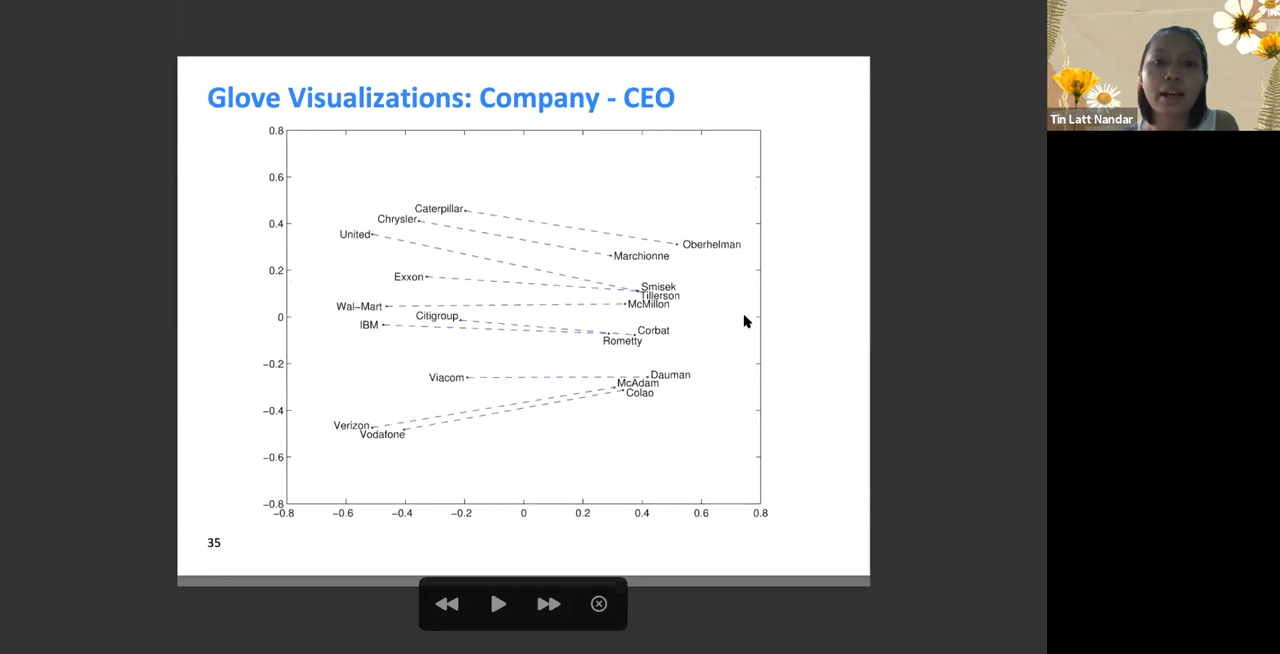 Glove Visualizations: Company - CEO
Tin Latt Nandar
0.8
0.6
0.4
0.2
0
−0.2
−0.4
−0.6
−0.8
Caterpillar
Chrysler
United
Oberhelman
Marchionne
Exxon
Smisek
Tillerson
Wal−Mart
McMillon
Citigroup
IBM
Corbat
Rometty
Viacom
Dauman
McAdam
Colao
Verizon
Vodafone
−0.8
−0.6
−0.4
−0.2
0
0.2
0.4
0.6
0.8
35